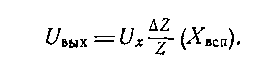 U_вых = U_x ΔZ/Z (X_всп).